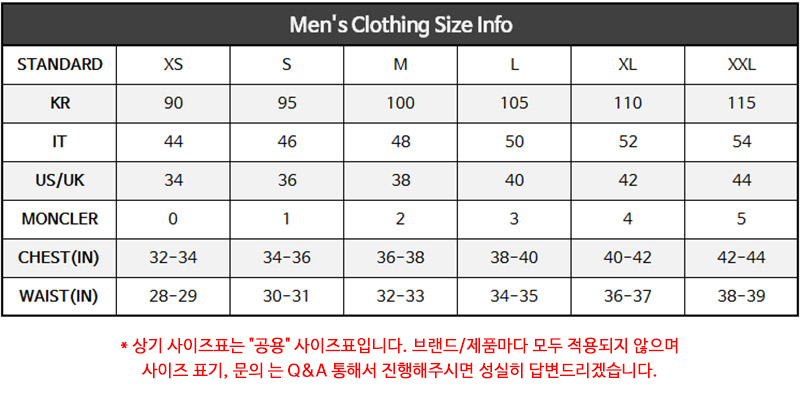 Men's Clothing Size Info
STANDARD XS S M L XL XXL
KR 90 95 100 105 110 115
IT 44 46 48 50 52 54
US/UK 34 36 38 40 42 44
MONCLER 0 1 2 3 4 5
CHEST(IN) 32-34 34-36 36-38 38-40 40-42 42-44
WAIST(IN) 28-29 30-31 32-33 34-35 36-37 38-39
* 상기 사이즈표는 "공용" 사이즈표입니다. 브랜드/제품마다 모두 적용되지 않으며
사이즈 표기, 문의 는 Q&A 통해서 진행해주시면 성실히 답변드리겠습니다.